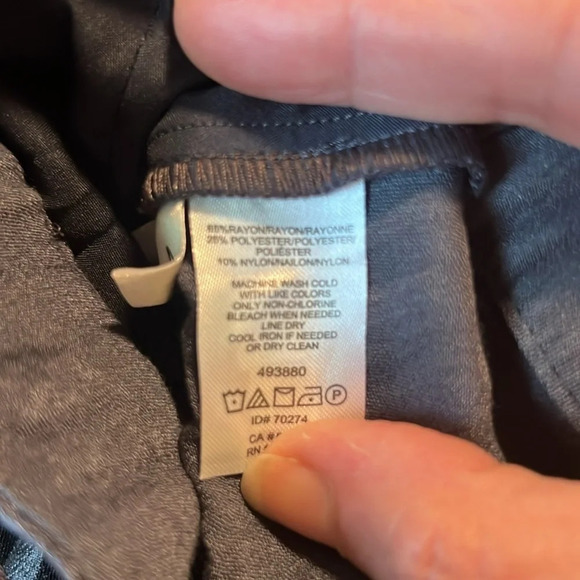 65%RAYON/RAYON/RAYONNE
25% POLYESTER/POLYESTER/
POLIÉSTER
10% NYLON/NAILON/NYLON
MACHINE WASH COLD
WITH LIKE COLORS
ONLY NON-CHLORINE
BLEACH WHEN NEEDED
LINE DRY
COOL IRON IF NEEDED
OR DRY CLEAN
493880
P
ID# 70274
CA #
RN